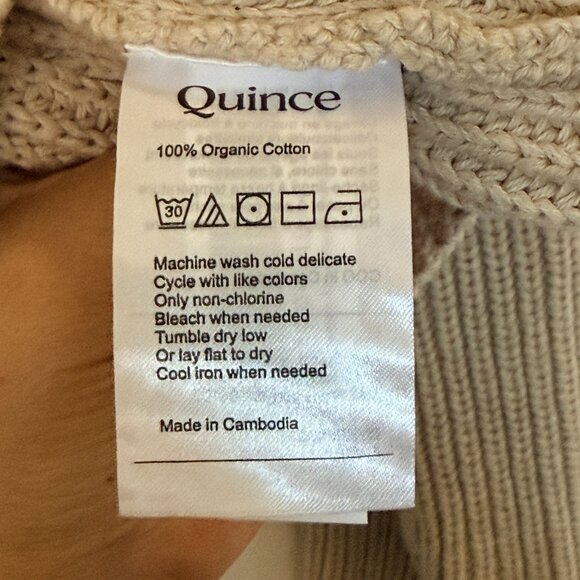 Quince
100% Organic Cotton
30
Machine wash cold delicate
Cycle with like colors
Only non-chlorine
Bleach when needed
Tumble dry low
Or lay flat to dry
Cool iron when needed
Made in Cambodia